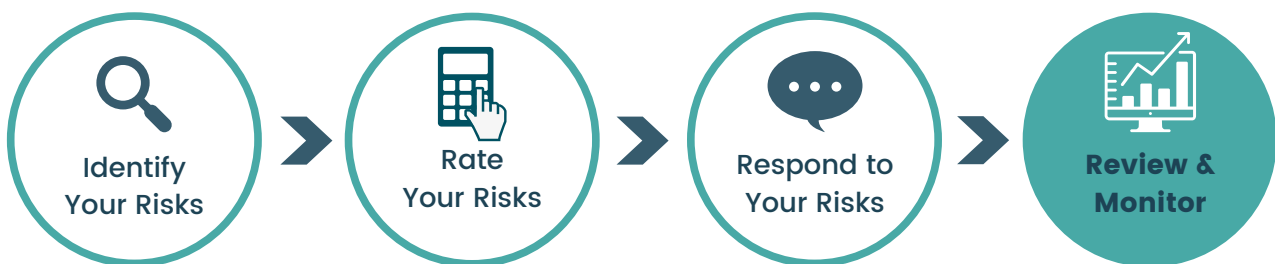 Identify
Your Risks
Rate
Your Risks
Respond to
Your Risks
Review &
Monitor